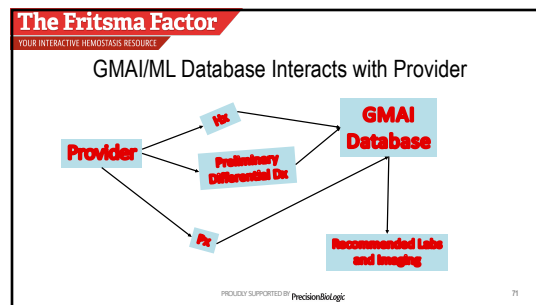 The Fritsma Factor
YOUR INTERACTIVE HEMOSTASIS RESOURCE
GMAI/ML Database Interacts with Provider
Hx
GMAI
Database
Provider
Preliminary
Differential Dx
Px
Recommended Labs
and Imaging
PROUDLY SUPPORTED BY PrecisionBioLogic
71